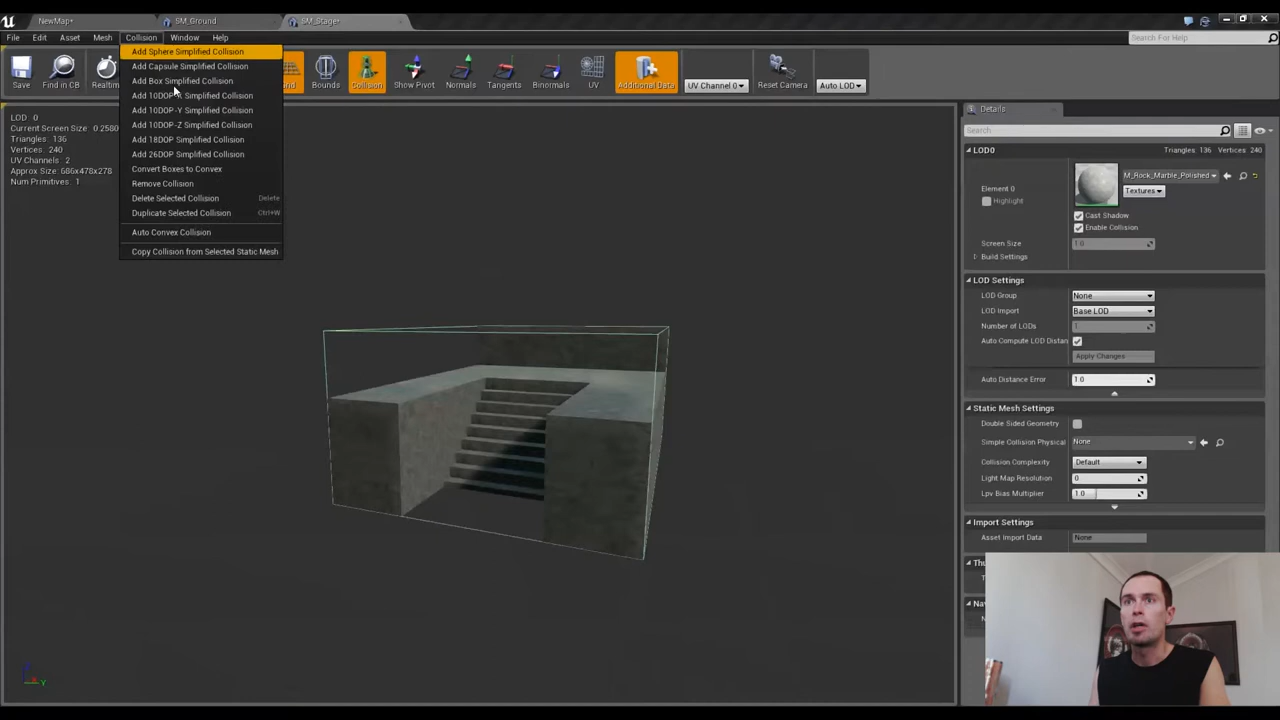 NewMap*
SM_Ground
SM_Stage*
File Edit Asset Mesh Collision Window Help
Search For Help
Save
Find in CB
Bounds
Collision
Show Pivot
Normals
Tangents
Binormals
UV
Additional Data
UV Channel 0
Reset Camera
Auto LOD
Add Sphere Simplified Collision
Add Capsule Simplified Collision
Add Box Simplified Collision
Simplified Collision
Add 10DOP-Y Simplified Collision
Add 10DOP-Z Simplified Collision
Add 18DOP Simplified Collision
Add 26DOP Simplified Collision
Convert Boxes to Convex
Remove Collision
Delete Selected Collision Delete
Duplicate Selected Collision Ctrl+W
Auto Convex Collision
Copy Collision from Selected Static Mesh
LOD: 0
Current Screen Size: 0.2580
Triangles: 136
Vertices: 240
UV Channels: 2
Approx Size: 686x478x278
Num Primitives: 1
Details
Search
LOD0 Triangles: 136 Vertices: 240
Element 0
Highlight
M_Rock_Marble_Polished
Textures
Cast Shadow
Enable Collision
Screen Size 1.0
Build Settings
LOD Settings
LOD Group None
LOD Import Base LOD
Number of LODs 1
Auto Compute LOD Distan
Apply Changes
Auto Distance Error 1.0
Static Mesh Settings
Double Sided Geometry
Simple Collision Physical None
Collision Complexity Default
Light Map Resolution 0
Lpv Bias Multiplier 1.0
Import Settings
Asset Import Data None
Y